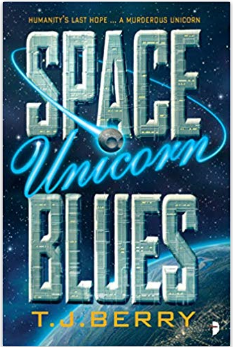 HUMANITY'S LAST HOPE ... A MURDEROUS UNICORN
SPACE
Unicorn
BLUES
T.J.BERRY